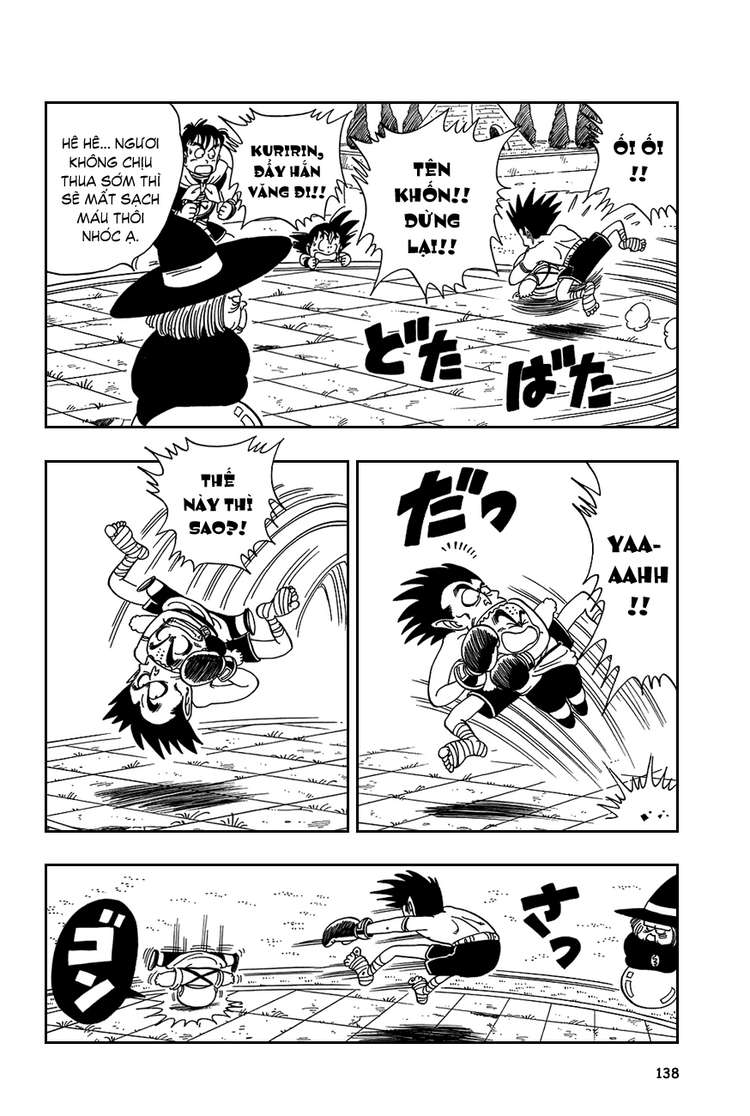 HÊ HÊ... NGƯƠI
KHÔNG CHỊU
THUA SỚM THÌ
SẼ MẤT SẠCH
MÁU THÔI
NHÓC Ạ.
KURIRIN,
ĐẨY HẮN
VĂNG ĐI!!
TÊN
KHỐN!!
DỪNG
LẠI!!
ỐI ỐI
!!
どた
ばた
THẾ
NÀY THÌ
SAO?!
だっ
YAA-
AAHH
!!
ゴン
さっ
138